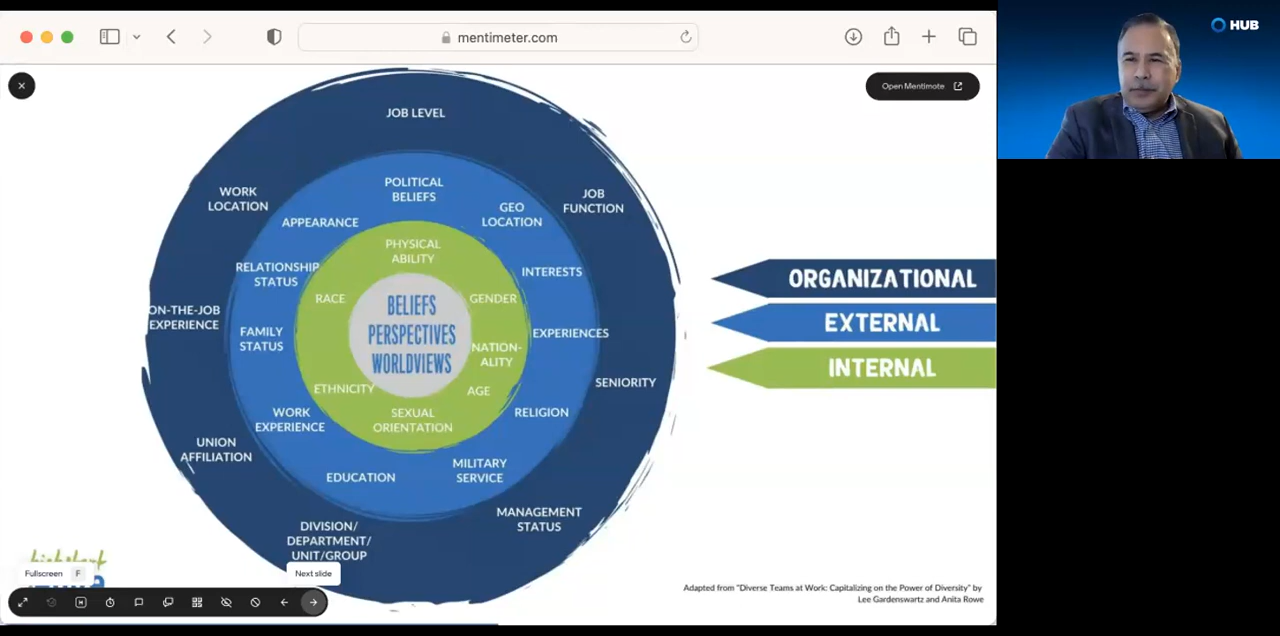 mentimeter.com
HUB
Open Mentimote
JOB LEVEL
WORK
LOCATION
JOB
FUNCTION
POLITICAL
BELIEFS
APPEARANCE
GEO
LOCATION
PHYSICAL
ABILITY
RELATIONSHIP
STATUS
INTERESTS
RACE
GENDER
BELIEFS
PERSPECTIVES
WORLDVIEWS
ON-THE-JOB
EXPERIENCE
FAMILY
STATUS
EXPERIENCES
NATION-
ALITY
ETHNICITY
AGE
SENIORITY
SEXUAL
ORIENTATION
WORK
EXPERIENCE
RELIGION
UNION
AFFILIATION
EDUCATION
MILITARY
SERVICE
MANAGEMENT
STATUS
DIVISION/
DEPARTMENT/
UNIT/GROUP
ORGANIZATIONAL
EXTERNAL
INTERNAL
Fullscreen F
Next slide
Adapted from "Diverse Teams at Work: Capitalizing on the Power of Diversity" by
Lee Gardenswartz and Anita Rowe